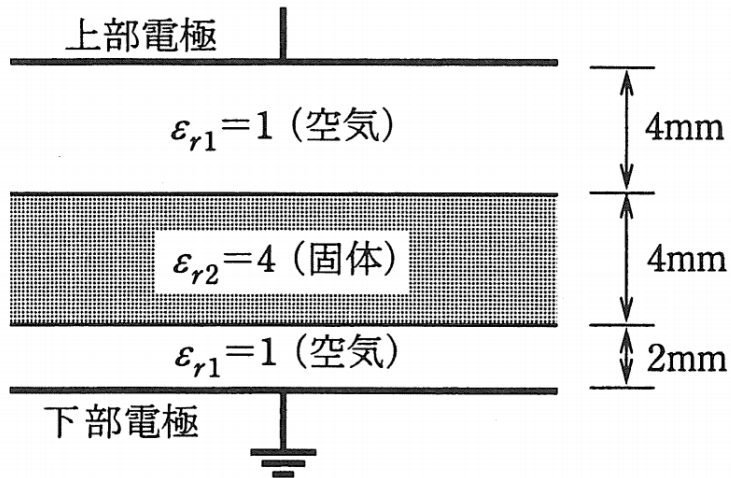 上部電極
εr1=1（空気）
4mm
εr2=4（固体）
4mm
εr1=1（空気）
2mm
下部電極